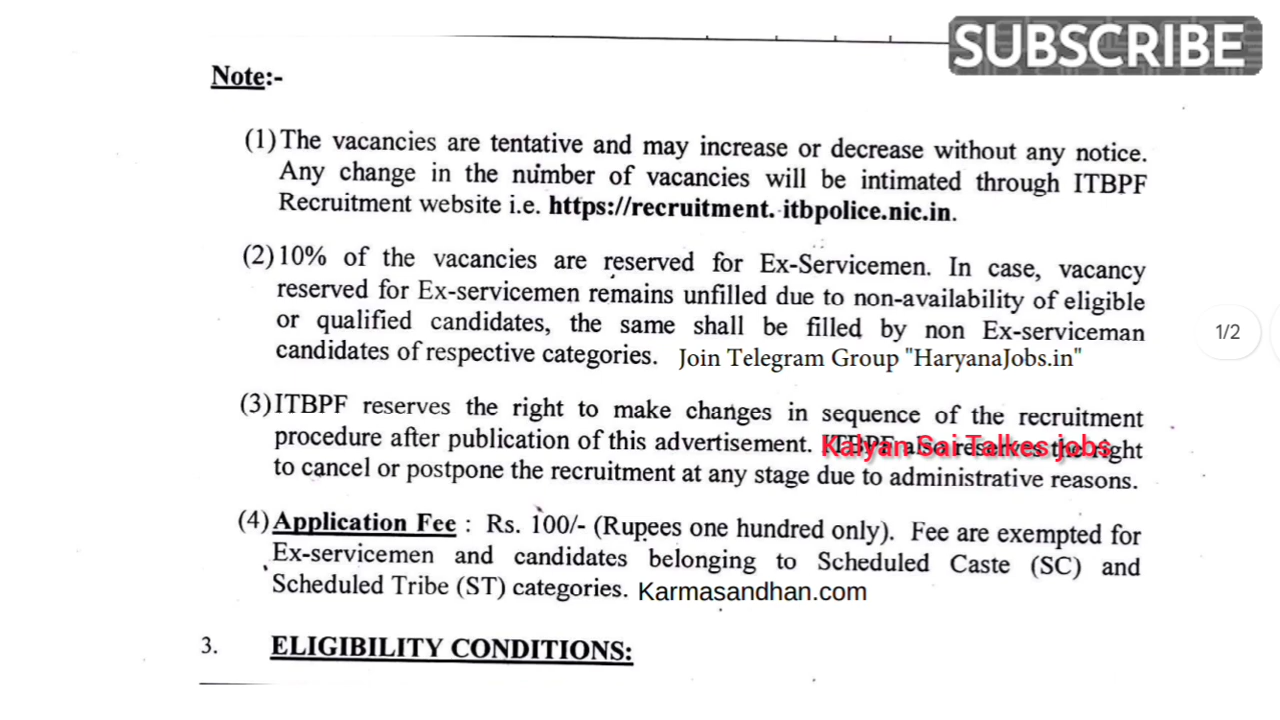 SUBSCRIBE
Note:-
(1) The vacancies are tentative and may increase or decrease without any notice.
Any change in the number of vacancies will be intimated through ITBPF
Recruitment website i.e. https://recruitment. itbpolice.nic.in.
(2) 10% of the vacancies are reserved for Ex-Servicemen. In case, vacancy
reserved for Ex-servicemen remains unfilled due to non-availability of eligible
or qualified candidates, the same shall be filled by non Ex-serviceman
candidates of respective categories. Join Telegram Group "HaryanaJobs.in"
1/2
(3) ITBPF reserves the right to make changes in sequence of the recruitment
procedure after publication of this advertisement. ITBPF also reserves the right
Kalyan Sai Talkes jobs
to cancel or postpone the recruitment at any stage due to administrative reasons.
(4) Application Fee : Rs. 100/- (Rupees one hundred only). Fee are exempted for
Ex-servicemen and candidates belonging to Scheduled Caste (SC) and
Scheduled Tribe (ST) categories. Karmasandhan.com
3. ELIGIBILITY CONDITIONS: